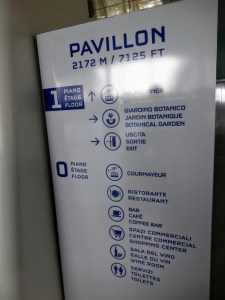 PAVILLON
2172 M / 7125 FT
1
PIANO
ÉTAGE
FLOOR
GIARDINO BOTANICO
JARDIN BOTANIQUE
BOTANICAL GARDEN
USCITA
SORTIE
EXIT
0
PIANO
ÉTAGE
FLOOR
COURMAYEUR
RISTORANTE
RESTAURANT
BAR
CAFÉ
COFFEE BAR
SPAZI COMMERCIALI
CENTRE COMMERCIAL
SHOPPING CENTER
SALA DEL VINO
SALLE DU VIN
WINE ROOM
SERVIZI
TOILETTES
TOILETS